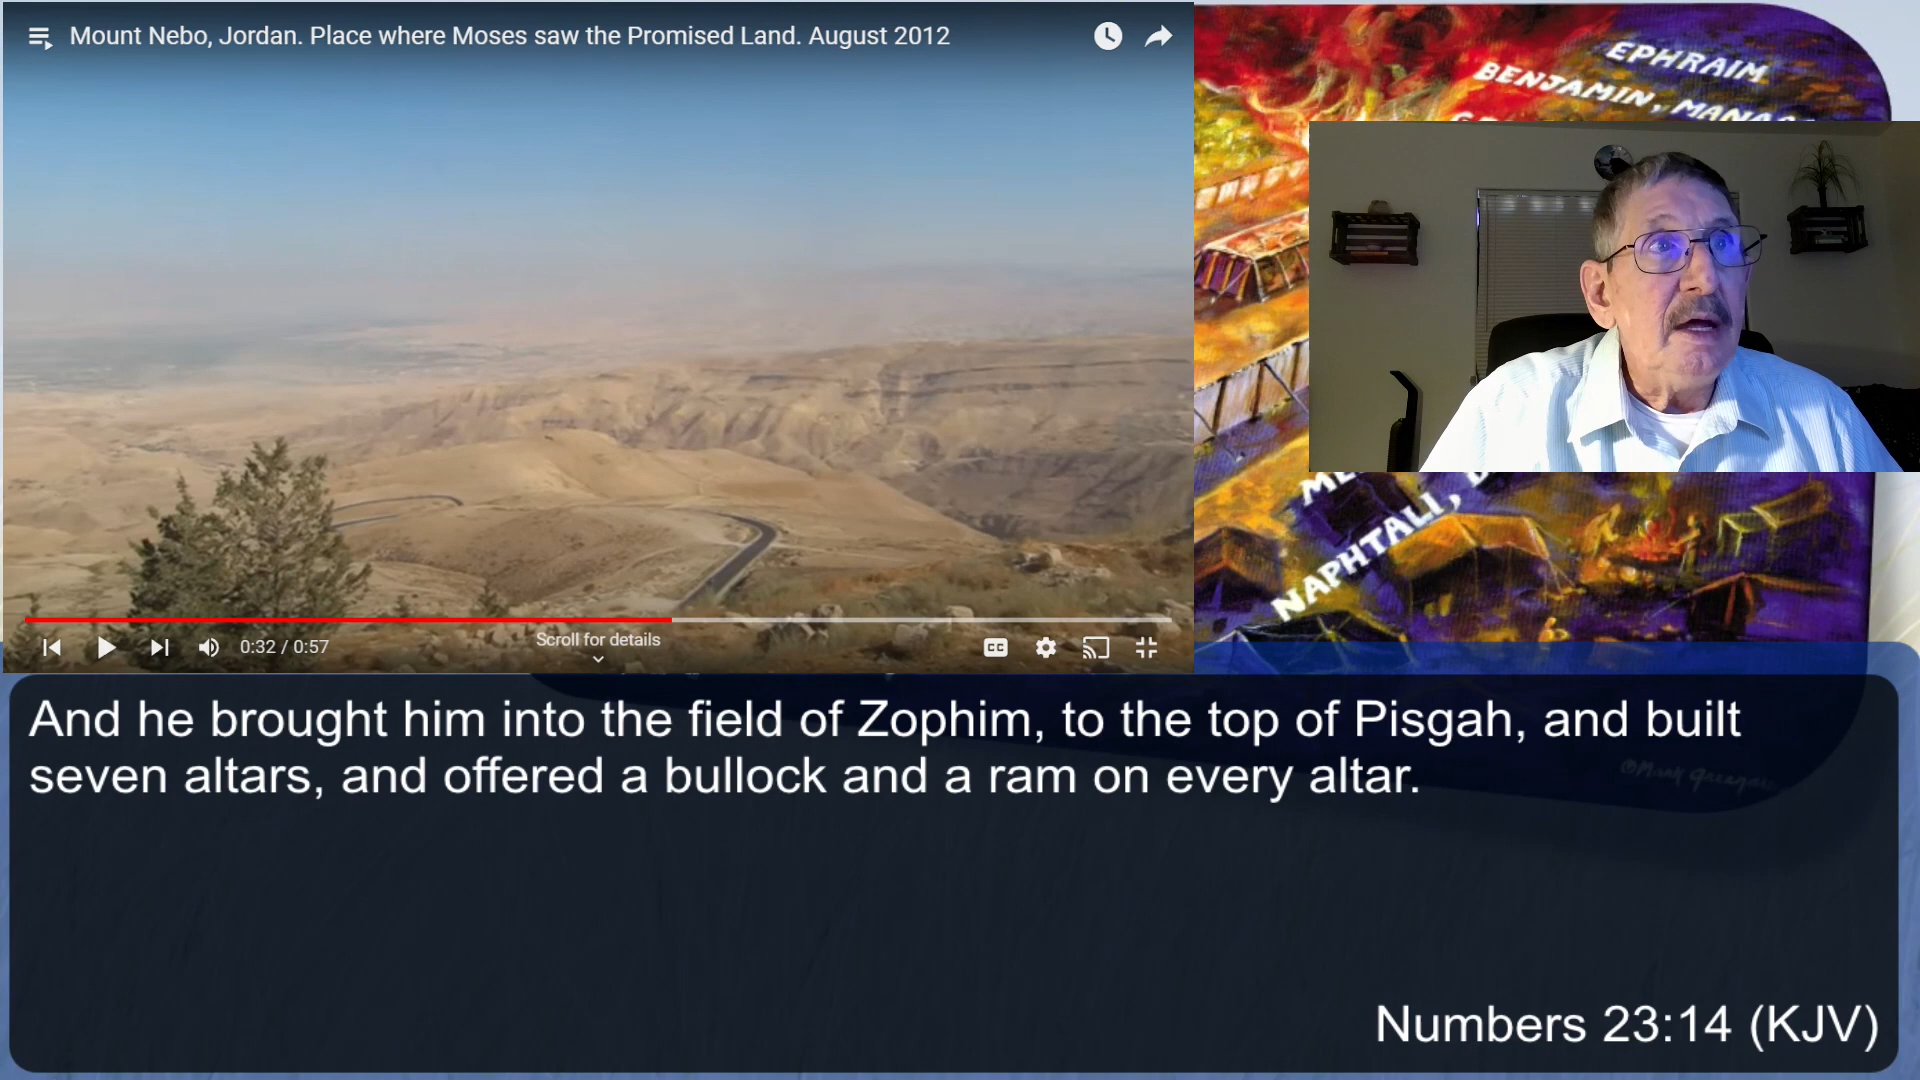 Mount Nebo, Jordan. Place where Moses saw the Promised Land. August 2012
EPHRAIM
BENJAMIN, MANAS
NAPHTALI,
0:32 / 0:57
Scroll for details
CC
And he brought him into the field of Zophim, to the top of Pisgah, and built
seven altars, and offered a bullock and a ram on every altar.
Numbers 23:14 (KJV)